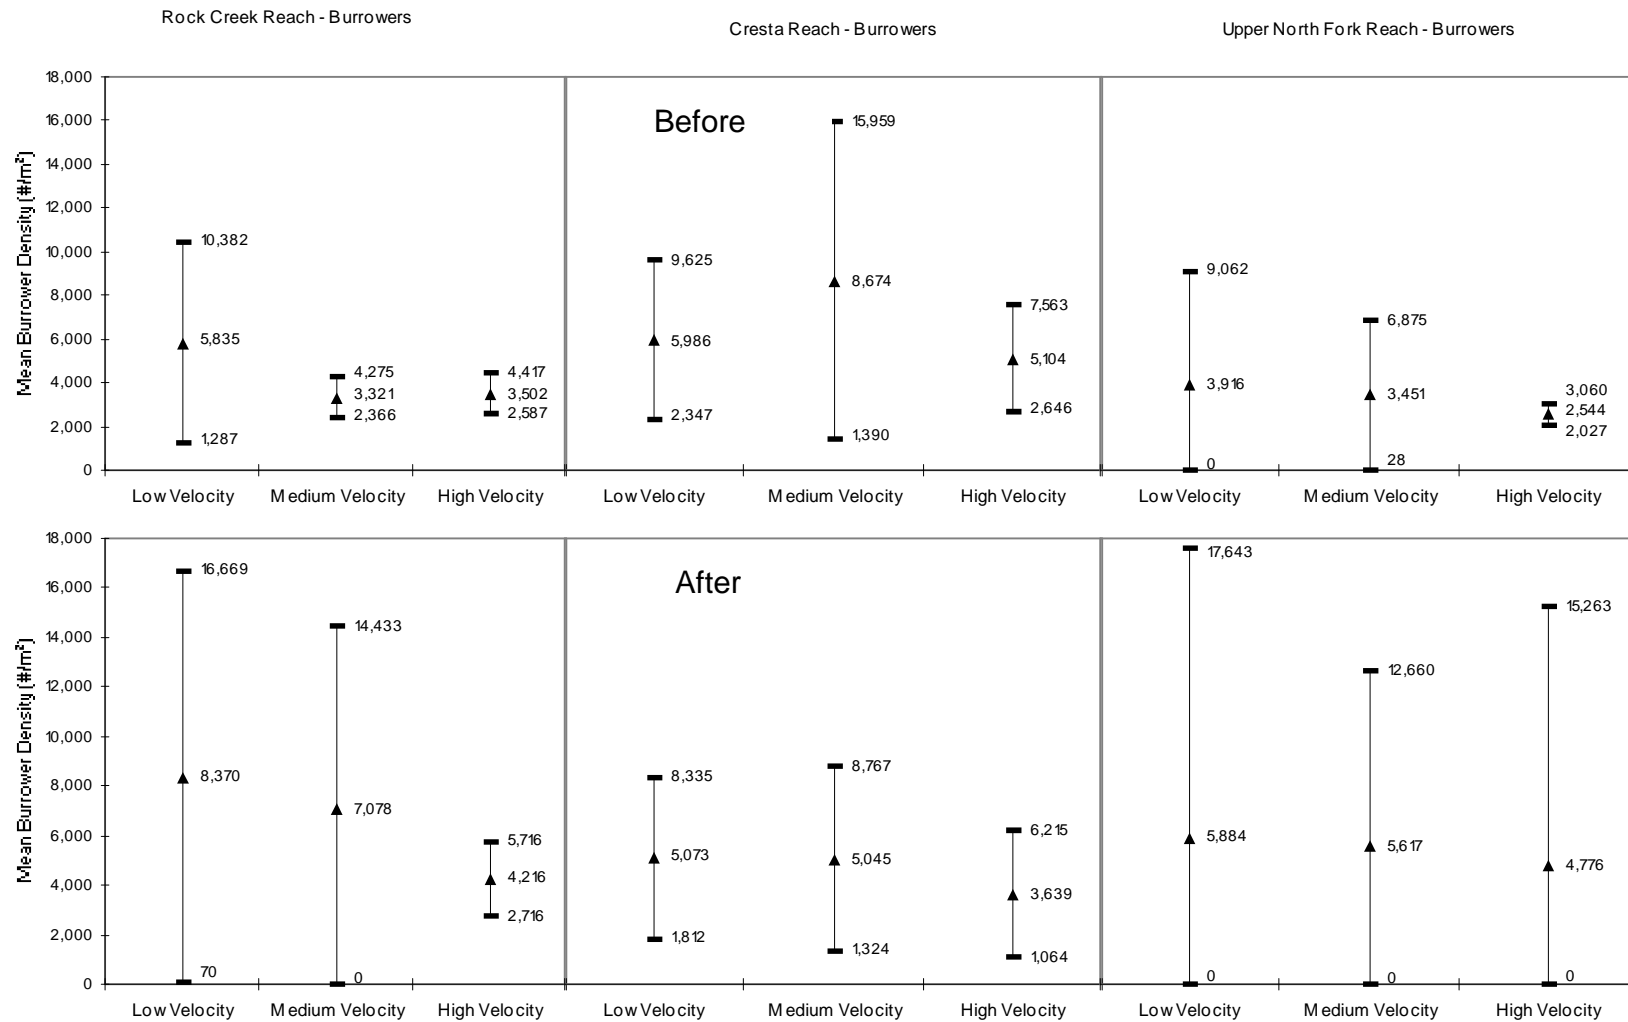 Rock Creek Reach - Burrowers
Cresta Reach - Burrowers
Upper North Fork Reach - Burrowers
Mean Burrower Density (#/m²)
18,000
16,000
14,000
12,000
10,000
8,000
6,000
4,000
2,000
0
Before
10,382
5,835
1,287
4,275
3,321
2,366
4,417
3,502
2,587
9,625
5,986
2,347
15,959
8,674
1,390
7,563
5,104
2,646
9,062
3,916
0
6,875
3,451
28
3,060
2,544
2,027
Low Velocity
Medium Velocity
High Velocity
Low Velocity
Medium Velocity
High Velocity
Low Velocity
Medium Velocity
High Velocity
Mean Burrower Density (#/m²)
18,000
16,000
14,000
12,000
10,000
8,000
6,000
4,000
2,000
0
After
16,669
8,370
70
14,433
7,078
0
5,716
4,216
2,716
8,335
5,073
1,812
8,767
5,045
1,324
6,215
3,639
1,064
17,643
5,884
0
12,660
5,617
0
15,263
4,776
0
Low Velocity
Medium Velocity
High Velocity
Low Velocity
Medium Velocity
High Velocity
Low Velocity
Medium Velocity
High Velocity